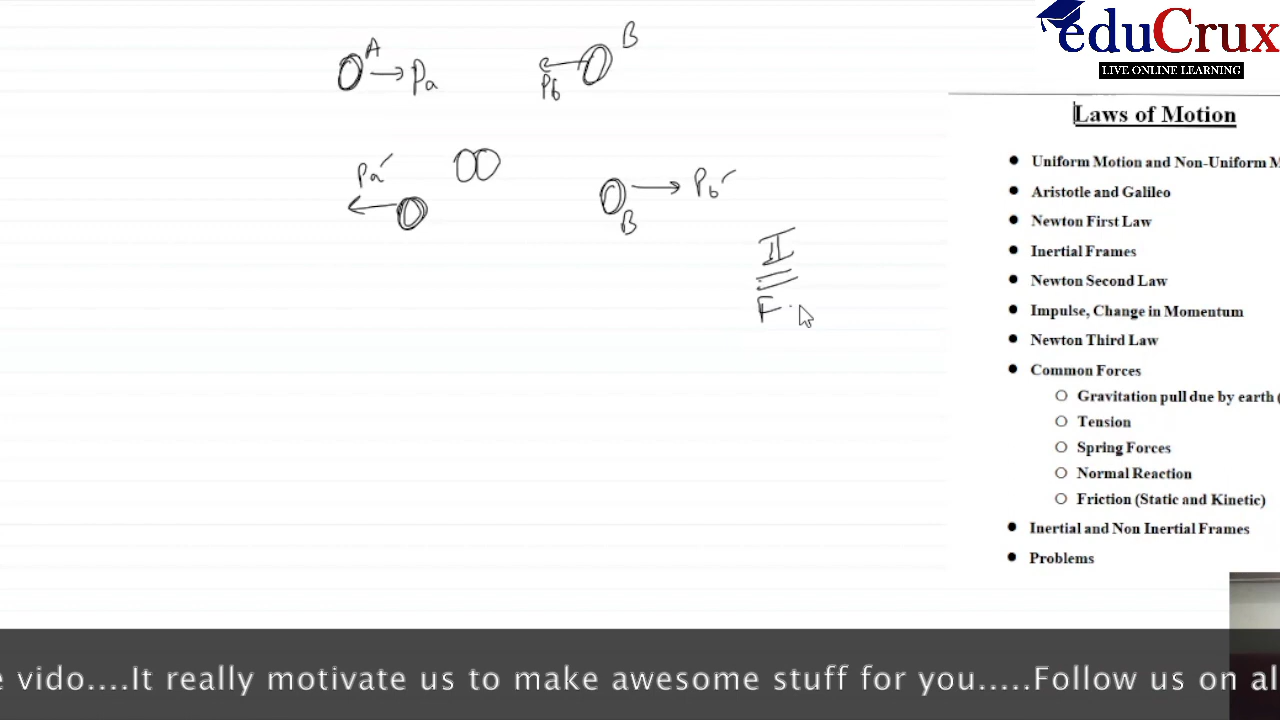 A
Pa
B
Pb
Pa′
Pb′
B
II
F
eduCrux
LIVE ONLINE LEARNING
Laws of Motion
• Uniform Motion and Non-Uniform M
• Aristotle and Galileo
• Newton First Law
• Inertial Frames
• Newton Second Law
• Impulse, Change in Momentum
• Newton Third Law
• Common Forces
○ Gravitation pull due by earth (
○ Tension
○ Spring Forces
○ Normal Reaction
○ Friction (Static and Kinetic)
• Inertial and Non Inertial Frames
• Problems
e vido....It really motivate us to make awesome stuff for you.....Follow us on al